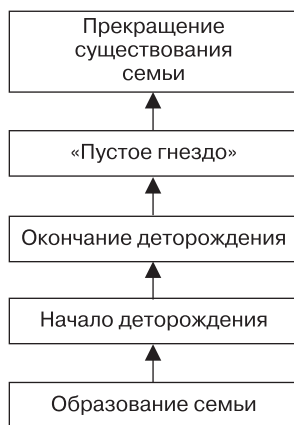 Прекращение
существования
семьи
«Пустое гнездо»
Окончание деторождения
Начало деторождения
Образование семьи